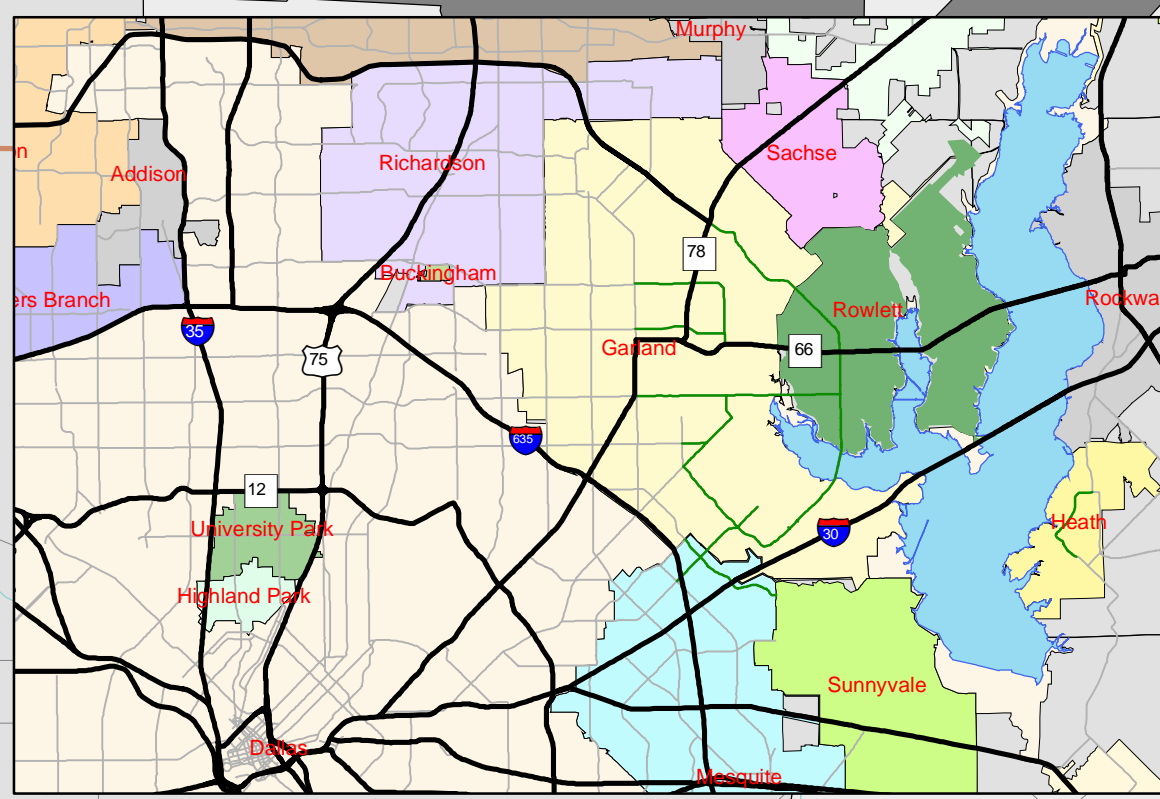 Murphy
on
Addison
Richardson
Sachse
78
Buckingham
ers Branch
Rockwa
Rowlett
35
75
Garland
66
635
12
University Park
Heath
30
Highland Park
Sunnyvale
Dallas
Mesquite